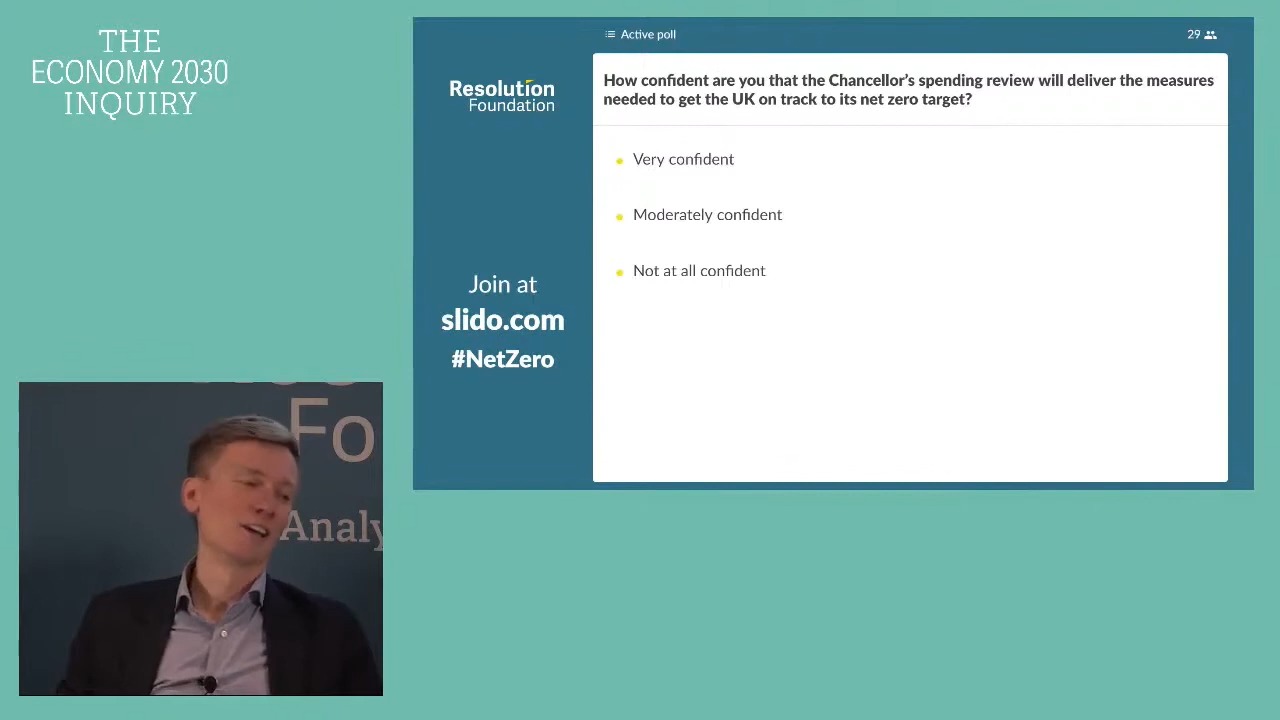 THE
ECONOMY 2030
INQUIRY
Active poll
29
Resolution
Foundation
How confident are you that the Chancellor's spending review will deliver the measures
needed to get the UK on track to its net zero target?
Very confident
Moderately confident
Not at all confident
Join at
slido.com
#NetZero
Fo
Analy